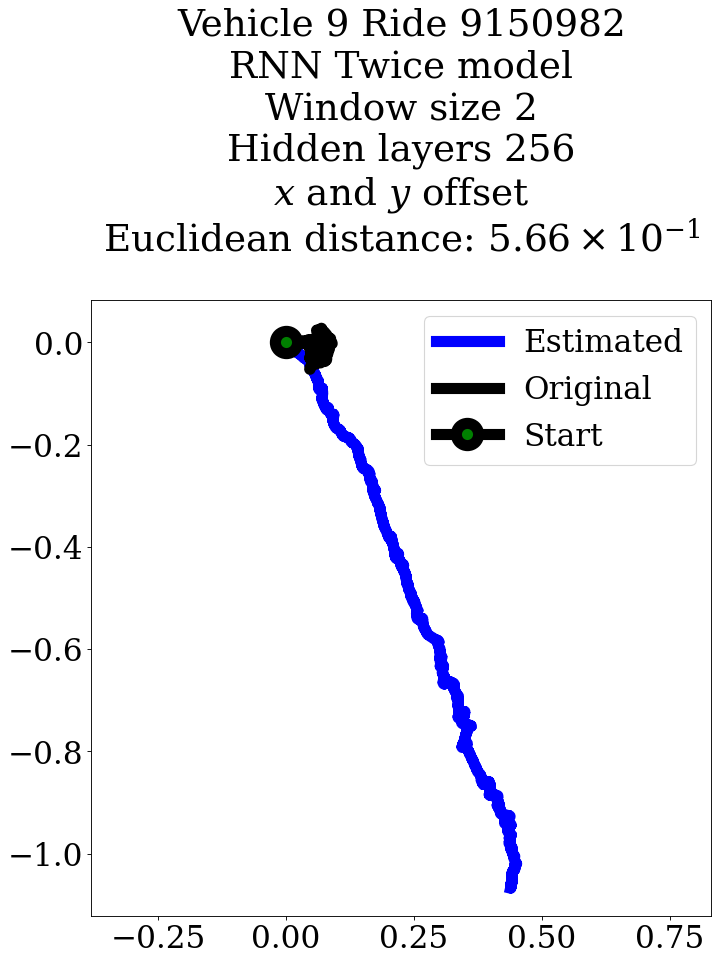 Vehicle 9 Ride 9150982
RNN Twice model
Window size 2
Hidden layers 256
x and y offset
Euclidean distance: 5.66 × 10⁻¹
Estimated
Original
Start
0.0
−0.2
−0.4
−0.6
−0.8
−1.0
−0.25 0.00 0.25 0.50 0.75